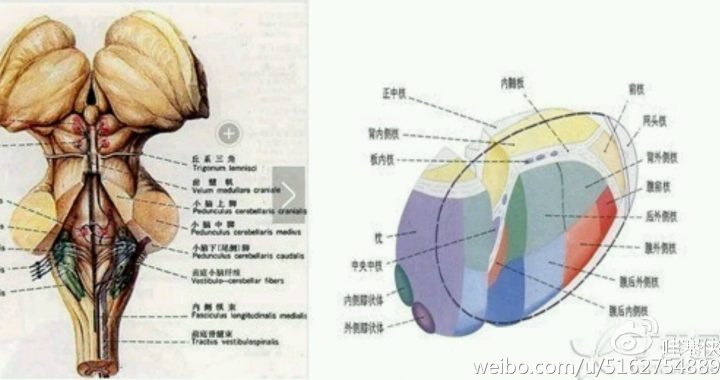 丘系三角
Trigonum lemnisci
前髓帆
Velum medullare craniale
小脑上脚
Pedunculus cerebellaris cranialis
小脑中脚
Pedunculus cerebellaris medius
小脑下(尾侧)脚
Pedunculus cerebellaris caudalis
前庭小脑纤维
Vestibulo-cerebellar fibers
内侧纵束
Fasciculus longitudinalis medialis
前庭脊髓束
Tractus vestibulospinalis
正中核
背内侧核
板内核
枕
中央中核
内侧膝状体
外侧膝状体
内髓板
前核
网状核
背外侧核
腹前核
后外侧核
腹外侧核
腹后外侧核
腹后内侧核
weibo.com/u/5162754889